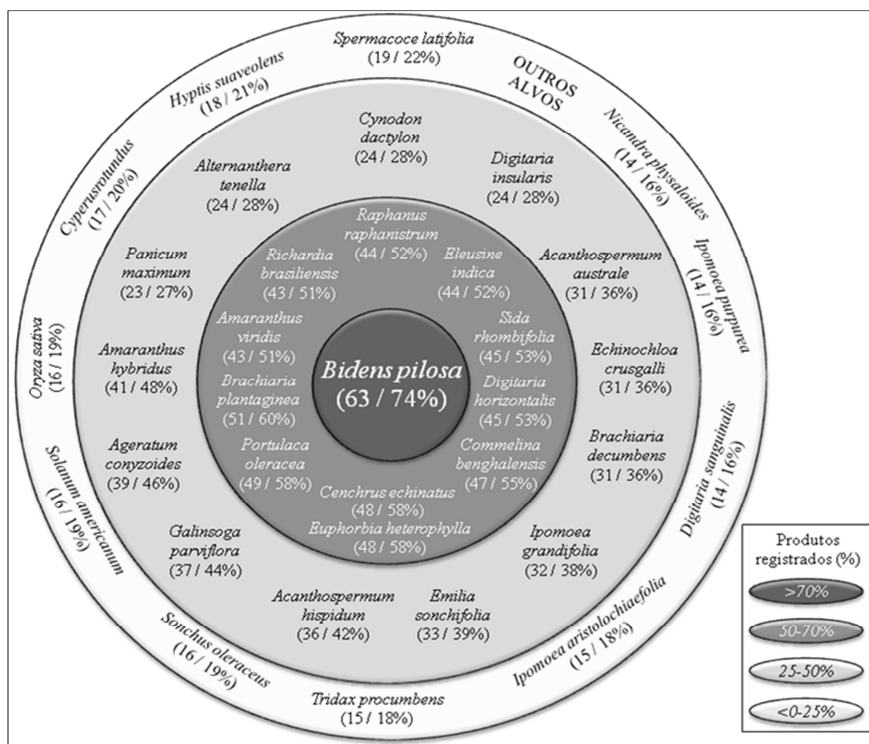 Spermacoce latifolia
(19 / 22%)
OUTROS
ALVOS
Nicandra physaloides
(14 / 16%)
Ipomoea purpurea
(14 / 16%)
Digitaria sanguinalis
(14 / 16%)
Ipomoea aristolochiaefolia
(15 / 18%)
Tridax procumbens
(15 / 18%)
Sonchus oleraceus
(16 / 19%)
Solanum americanum
(16 / 19%)
Oryza sativa
(16 / 19%)
Cyperusrotundus
(17 / 20%)
Hyptis suaveolens
(18 / 21%)
Cynodon
dactylon
(24 / 28%)
Digitaria
insularis
(24 / 28%)
Acanthospermum
australe
(31 / 36%)
Echinochloa
crusgalli
(31 / 36%)
Brachiaria
decumbens
(31 / 36%)
Ipomoea
grandifolia
(32 / 38%)
Emilia
sonchifolia
(33 / 39%)
Acanthospermum
hispidum
(36 / 42%)
Galinsoga
parviflora
(37 / 44%)
Ageratum
conyzoides
(39 / 46%)
Amaranthus
hybridus
(41 / 48%)
Panicum
maximum
(23 / 27%)
Alternanthera
tenella
(24 / 28%)
Raphanus
raphanistrum
(44 / 52%)
Eleusine
indica
(44 / 52%)
Sida
rhombifolia
(45 / 53%)
Digitaria
horizontalis
(45 / 53%)
Commelina
benghalensis
(47 / 55%)
Cenchrus echinatus
(48 / 58%)
Euphorbia heterophylla
(48 / 58%)
Portulaca
oleracea
(49 / 58%)
Brachiaria
plantaginea
(51 / 60%)
Amaranthus
viridis
(43 / 51%)
Richardia
brasiliensis
(43 / 51%)
Bidens pilosa
(63 / 74%)
Produtos
registrados (%)
>70%
50-70%
25-50%
<0-25%